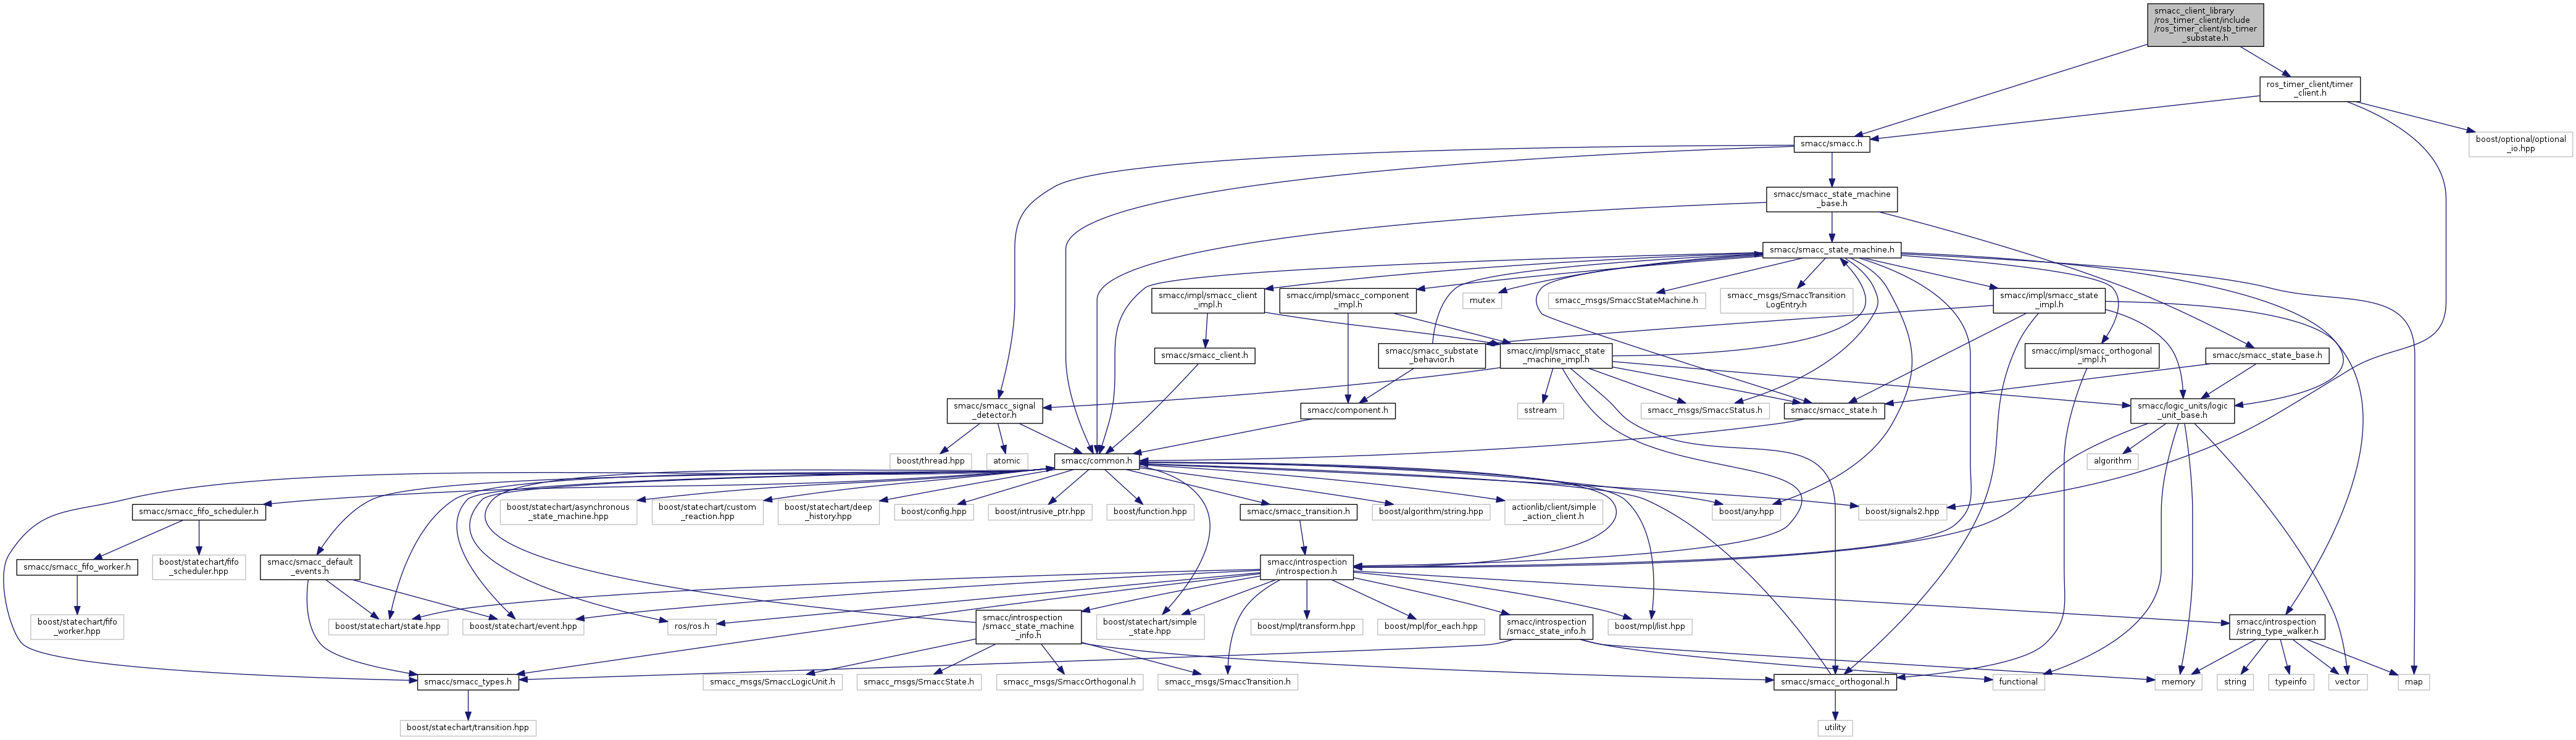 smacc_client_library
/ros_timer_client/include
/ros_timer_client/sb_timer
_substate.h
ros_timer_client/timer
_client.h
boost/optional/optional
_io.hpp
smacc/smacc.h
smacc/smacc_state_machine
_base.h
smacc/smacc_state_machine.h
smacc/impl/smacc_client
_impl.h
smacc/impl/smacc_component
_impl.h
mutex
smacc_msgs/SmaccStateMachine.h
smacc_msgs/SmaccTransition
LogEntry.h
smacc/impl/smacc_state
_impl.h
smacc/smacc_client.h
smacc/smacc_substate
_behavior.h
smacc/impl/smacc_state
_machine_impl.h
smacc/impl/smacc_orthogonal
_impl.h
smacc/smacc_state_base.h
smacc/smacc_signal
_detector.h
smacc/component.h
sstream
smacc_msgs/SmaccStatus.h
smacc/smacc_state.h
smacc/logic_units/logic
_unit_base.h
boost/thread.hpp
atomic
smacc/common.h
algorithm
smacc/smacc_fifo_scheduler.h
boost/statechart/asynchronous
_state_machine.hpp
boost/statechart/custom
_reaction.hpp
boost/statechart/deep
_history.hpp
boost/config.hpp
boost/intrusive_ptr.hpp
boost/function.hpp
smacc/smacc_transition.h
boost/algorithm/string.hpp
actionlib/client/simple
_action_client.h
boost/any.hpp
boost/signals2.hpp
smacc/smacc_fifo_worker.h
boost/statechart/fifo
_scheduler.hpp
smacc/smacc_default
_events.h
smacc/introspection
/introspection.h
boost/statechart/fifo
_worker.hpp
boost/statechart/state.hpp
boost/statechart/event.hpp
ros/ros.h
smacc/introspection
/smacc_state_machine
_info.h
boost/statechart/simple
_state.hpp
boost/mpl/transform.hpp
boost/mpl/for_each.hpp
smacc/introspection
/smacc_state_info.h
boost/mpl/list.hpp
smacc/introspection
/string_type_walker.h
smacc/smacc_types.h
smacc_msgs/SmaccLogicUnit.h
smacc_msgs/SmaccState.h
smacc_msgs/SmaccOrthogonal.h
smacc_msgs/SmaccTransition.h
smacc/smacc_orthogonal.h
functional
memory
string
typeinfo
vector
map
boost/statechart/transition.hpp
utility